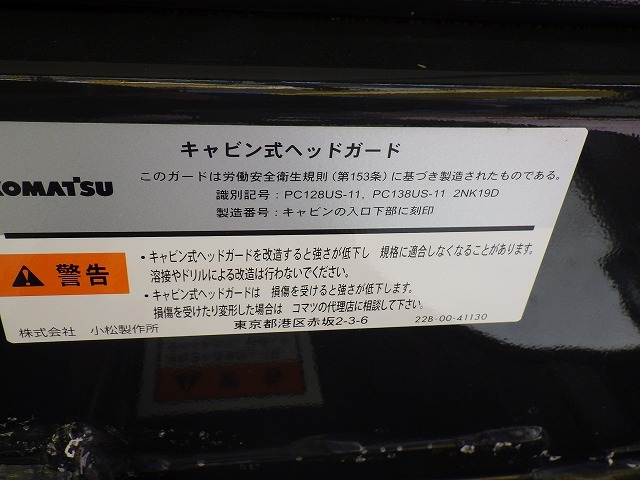 キャビン式ヘッドガード
このガードは労働安全衛生規則（第153条）に基づき製造されたものである。
KOMATSU
識別記号：PC128US-11, PC138US-11 2NK19D
製造番号：キャビンの入口下部に刻印
警告
・キャビン式ヘッドガードを改造すると強さが低下し 規格に適合しなくなることがあります。
溶接やドリルによる改造は行わないでください。
・キャビン式ヘッドガードは 損傷を受けると強さが低下します。
損傷を受けたり変形した場合は コマツの代理店に相談して下さい。
株式会社 小松製作所 東京都港区赤坂2-3-6 22B-00-41130